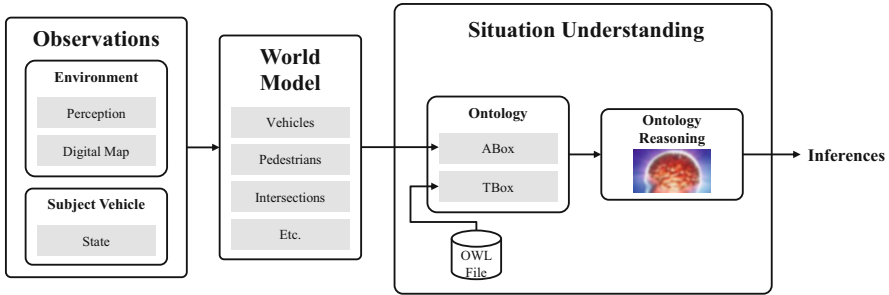 Observations
Environment
Perception
Digital Map
Subject Vehicle
State
World
Model
Vehicles
Pedestrians
Intersections
Etc.
Situation Understanding
Ontology
ABox
TBox
OWL
File
Ontology
Reasoning
Inferences